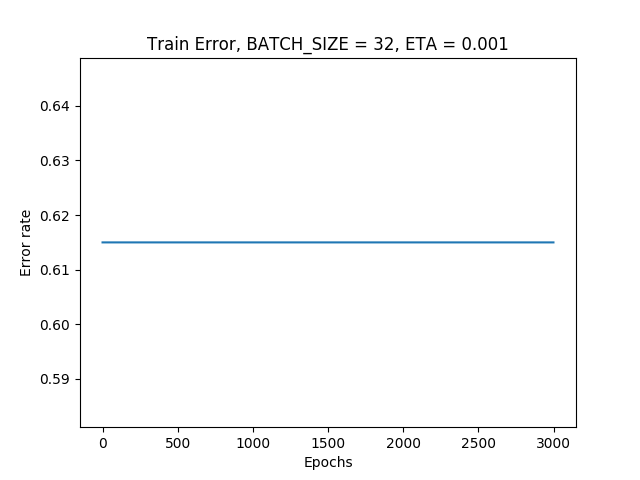 Train Error, BATCH_SIZE = 32, ETA = 0.001
0.64
0.63
0.62
0.61
0.60
0.59
Error rate
0 500 1000 1500 2000 2500 3000
Epochs